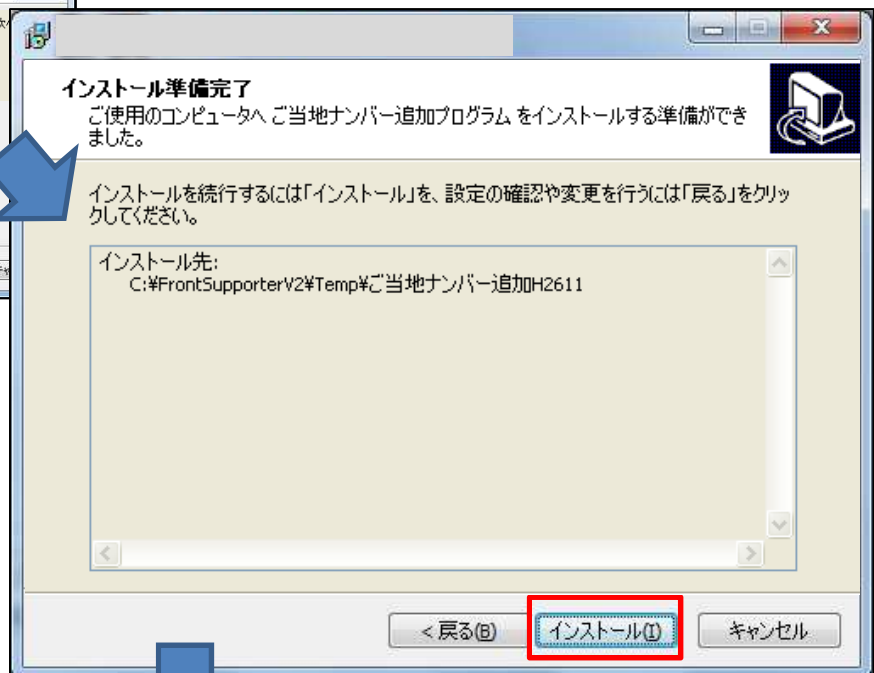 インストール準備完了
ご使用のコンピュータへ ご当地ナンバー追加プログラム をインストールする準備ができ
ました。
インストールを続行するには「インストール」を、設定の確認や変更を行うには「戻る」をクリッ
クしてください。
インストール先:
C:¥FrontSupporterV2¥Temp¥ご当地ナンバー追加H2611
< 戻る(B)
インストール(I)
キャンセル